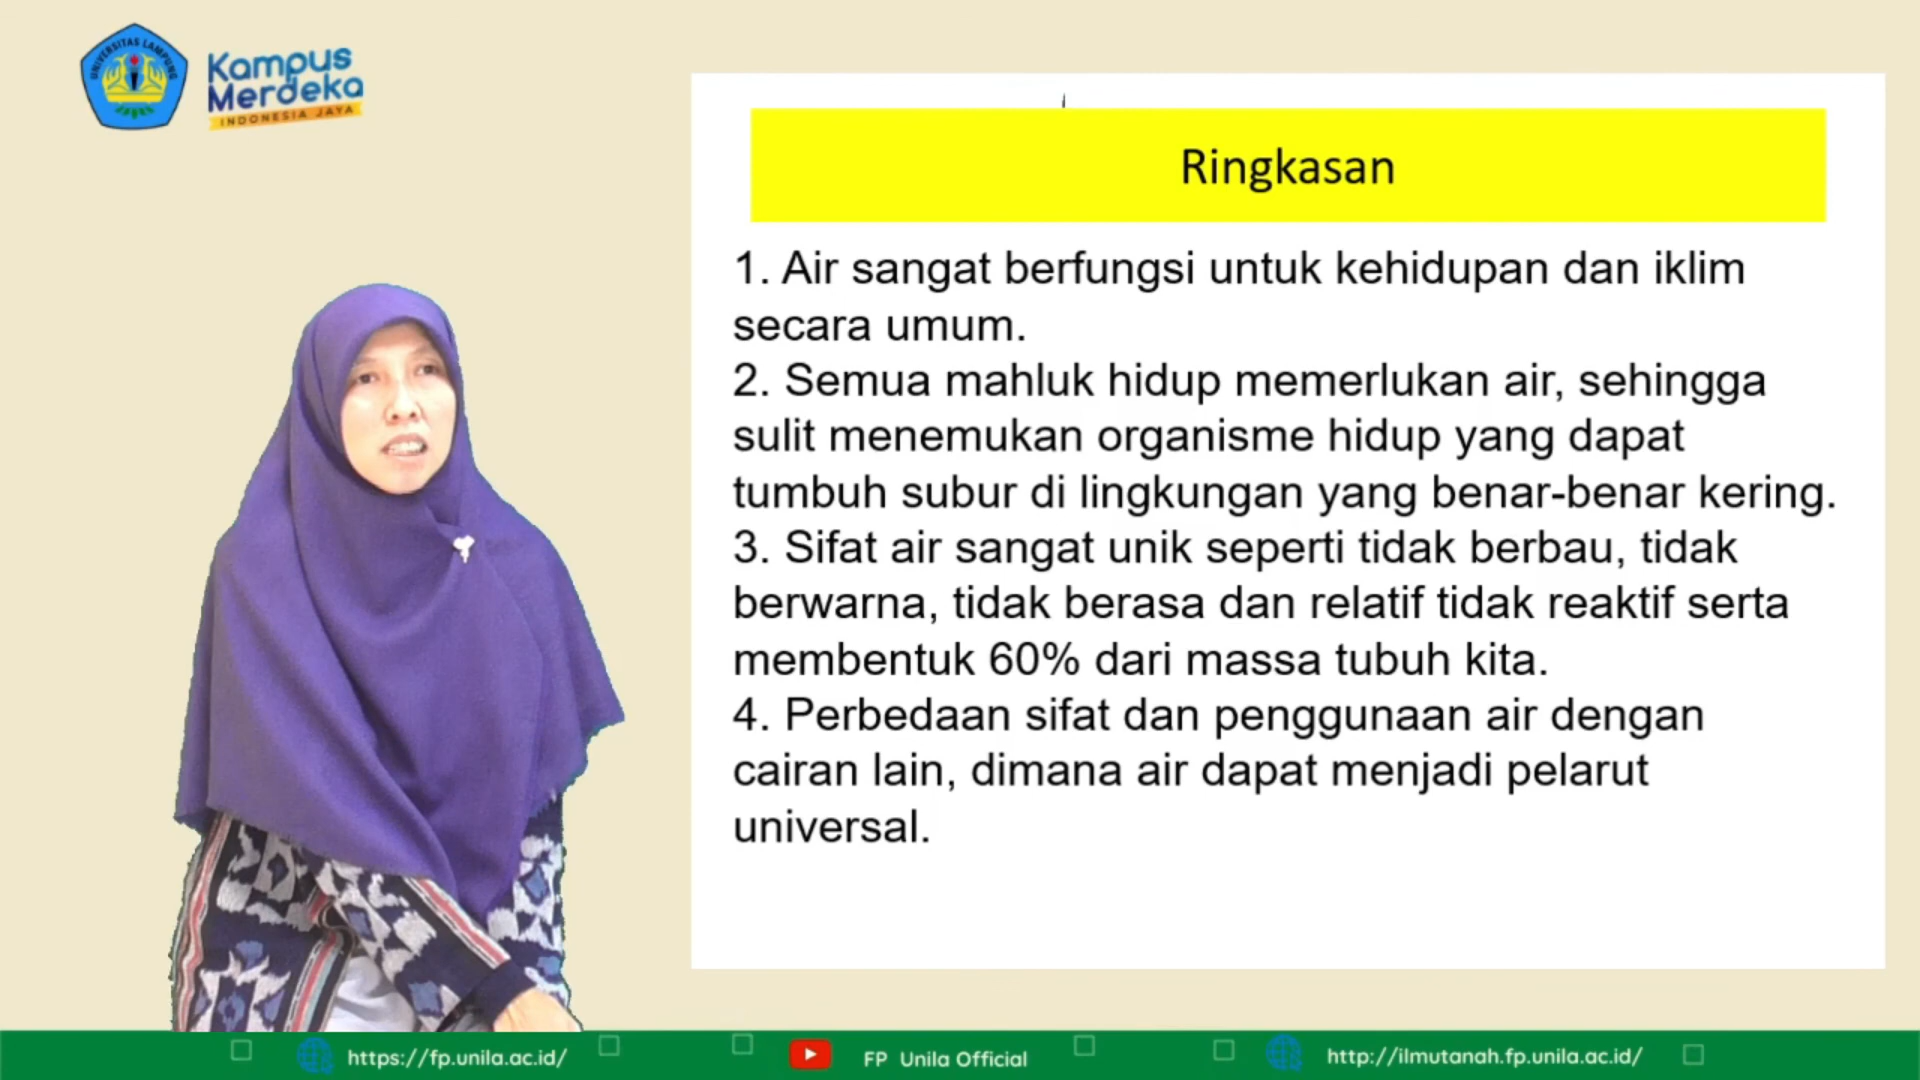 UNIVERSITAS LAMPUNG
Kampus
Merdeka
INDONESIA JAYA
Ringkasan
1. Air sangat berfungsi untuk kehidupan dan iklim
secara umum.
2. Semua mahluk hidup memerlukan air, sehingga
sulit menemukan organisme hidup yang dapat
tumbuh subur di lingkungan yang benar-benar kering.
3. Sifat air sangat unik seperti tidak berbau, tidak
berwarna, tidak berasa dan relatif tidak reaktif serta
membentuk 60% dari massa tubuh kita.
4. Perbedaan sifat dan penggunaan air dengan
cairan lain, dimana air dapat menjadi pelarut
universal.
https://fp.unila.ac.id/
FP Unila Official
http://ilmutanah.fp.unila.ac.id/